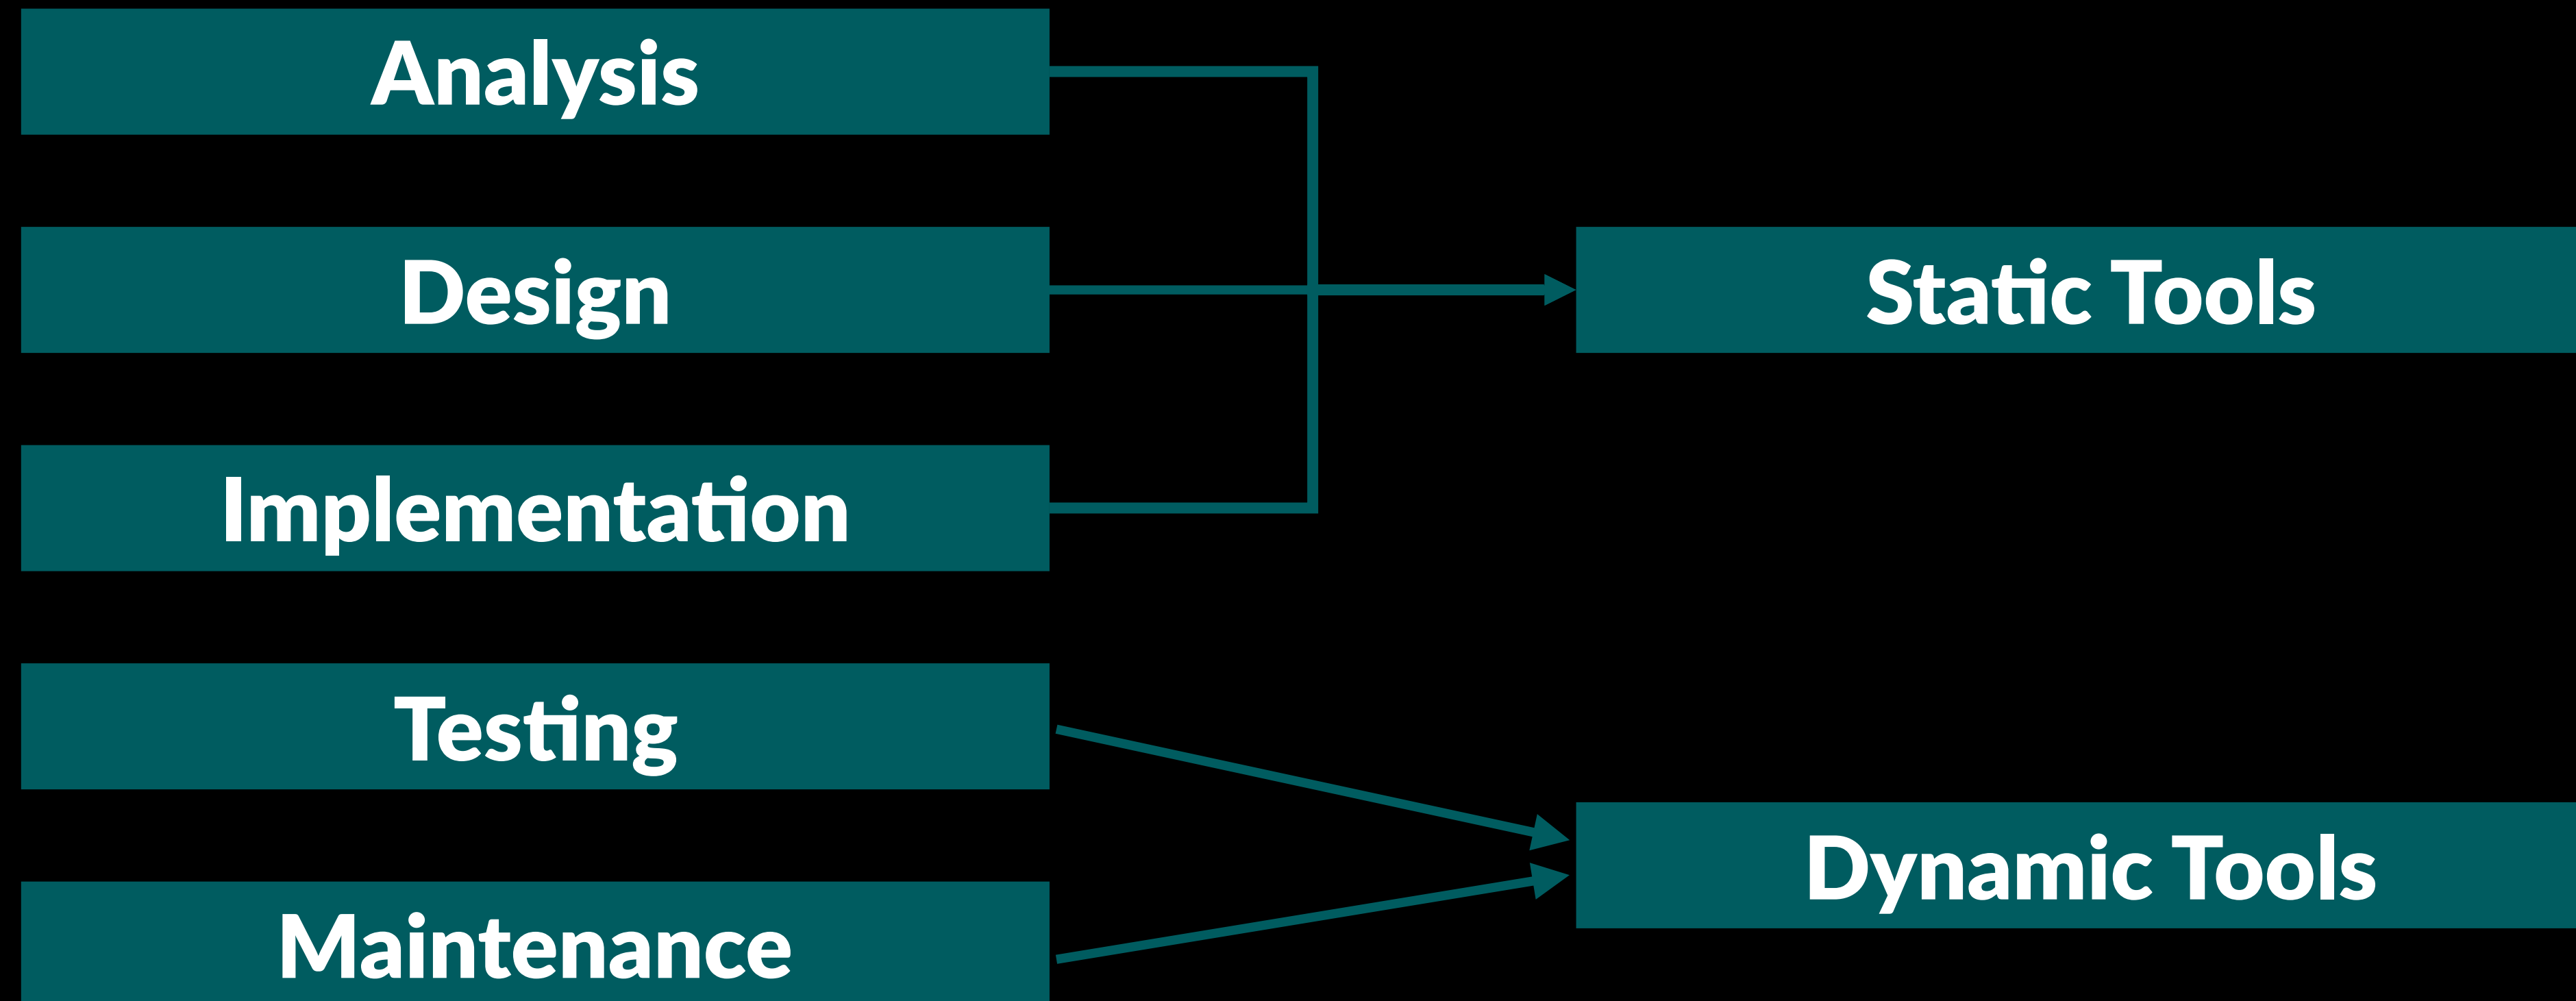 Analysis
Design
Static Tools
Implementation
Testing
Dynamic Tools
Maintenance